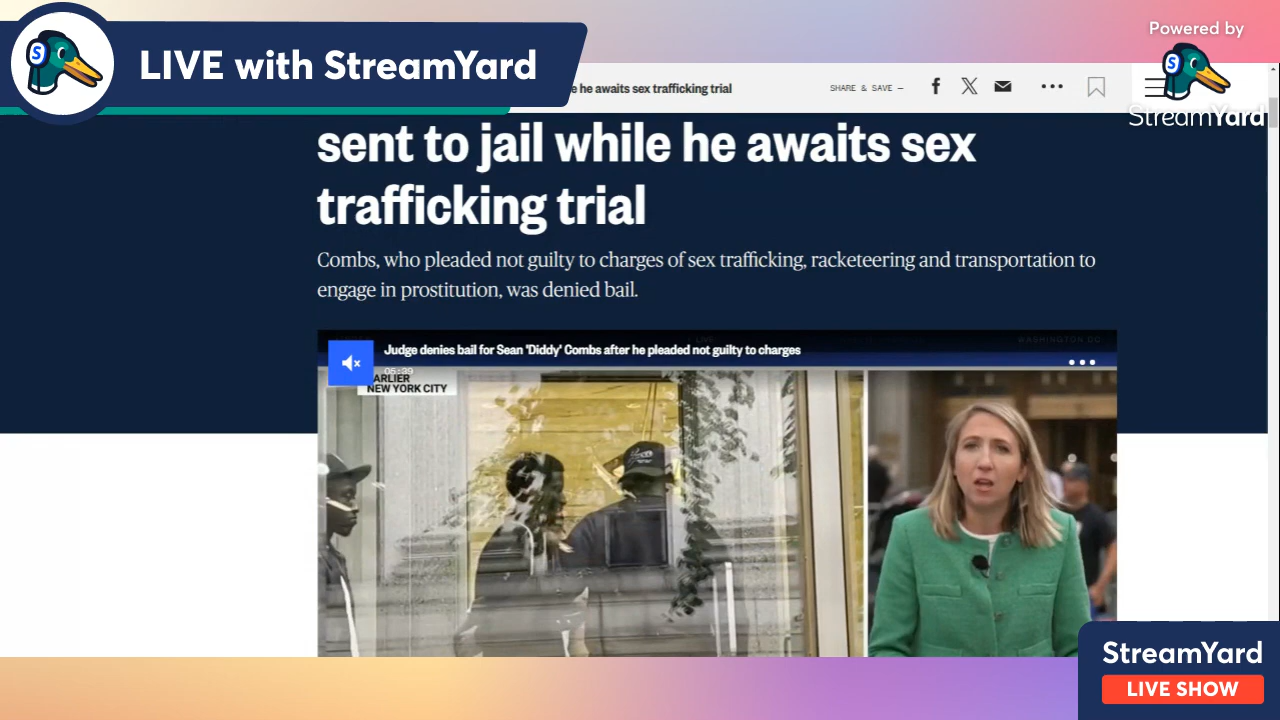 S
LIVE with StreamYard
Powered by
S
StreamYard
e he awaits sex trafficking trial
SHARE & SAVE —
sent to jail while he awaits sex
trafficking trial
Combs, who pleaded not guilty to charges of sex trafficking, racketeering and transportation to
engage in prostitution, was denied bail.
LIVE
WASHINGTON DC
Judge denies bail for Sean 'Diddy' Combs after he pleaded not guilty to charges
05:39
ARLIER
NEW YORK CITY
StreamYard
LIVE SHOW